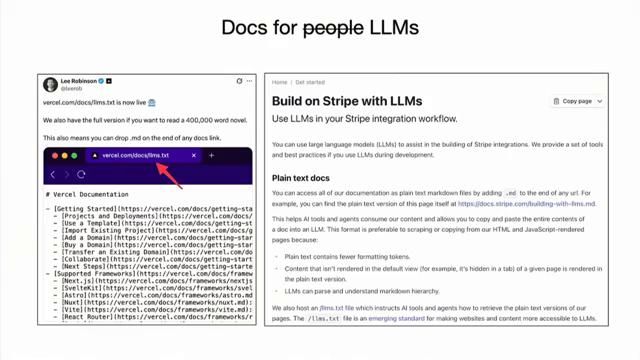 Docs for people LLMs
Lee Robinson
@leerob
vercel.com/docs/llms.txt is now live
We also have the full version if you want to read a 400,000 word novel.
This also means you can drop .md on the end of any docs link.
vercel.com/docs/llms.txt
# Vercel Documentation
- [Getting Started](https://vercel.com/docs/getting-s
- [Projects and Deployments](https://vercel.com/doc
- [Use a Template](https://vercel.com/docs/getting-
- [Import Existing Project](https://vercel.com/docs
- [Add a Domain](https://vercel.com/docs/getting-st
- [Buy a Domain](https://vercel.com/docs/getting-st
- [Transfer an Existing Domain](https://vercel.com/
- [Collaborate](https://vercel.com/docs/getting-sta
- [Next Steps](https://vercel.com/docs/getting-starte
- [Supported Frameworks](https://vercel.com/docs/fram
- [Next.js](https://vercel.com/docs/frameworks/nextjs
- [SvelteKit](https://vercel.com/docs/frameworks/sv
- [Astro](https://vercel.com/docs/frameworks/astro.md
- [Nuxt](https://vercel.com/docs/frameworks/nuxt.md):
- [Vite](https://vercel.com/docs/frameworks/vite.md):
- [React Router](https://vercel.com/docs/frameworks/
Home / Get started
Build on Stripe with LLMs
Copy page
Use LLMs in your Stripe integration workflow.
You can use large language models (LLMs) to assist in the building of Stripe integrations. We provide a set of tools
and best practices if you use LLMs during development.
Plain text docs
You can access all of our documentation as plain text markdown files by adding .md to the end of any url. For
example, you can find the plain text version of this page itself at https://docs.stripe.com/building-with-llms.md.
This helps AI tools and agents consume our content and allows you to copy and paste the entire contents of
a doc into an LLM. This format is preferable to scraping or copying from our HTML and JavaScript-rendered
pages because:
• Plain text contains fewer formatting tokens.
• Content that isn't rendered in the default view (for example, it's hidden in a tab) of a given page is rendered in
the plain text version.
• LLMs can parse and understand markdown hierarchy.
We also host an /llms.txt file which instructs AI tools and agents how to retrieve the plain text versions of our
pages. The /llms.txt file is an emerging standard for making websites and content more accessible to LLMs.